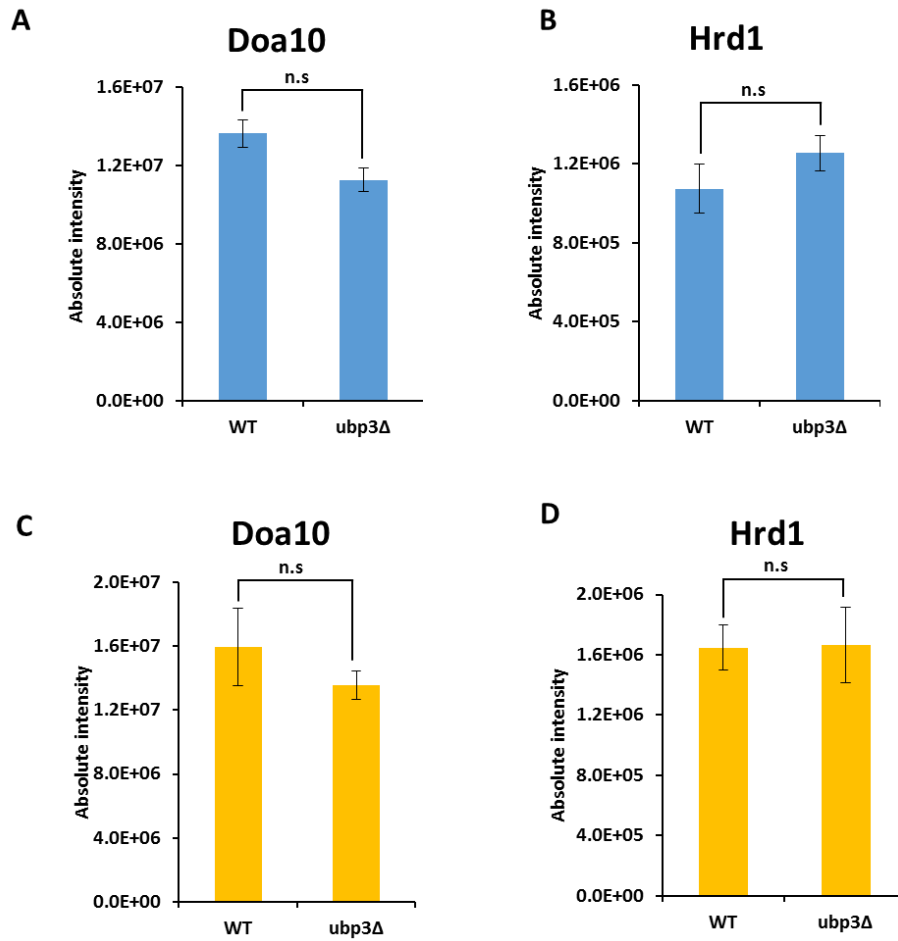 A
Doa10
n.s
1.6E+07
1.2E+07
8.0E+06
4.0E+06
0.0E+00
Absolute intensity
WT ubp3Δ
B
Hrd1
n.s
1.6E+06
1.2E+06
8.0E+05
4.0E+05
0.0E+00
Absolute intensity
WT ubp3Δ
C
Doa10
n.s
2.0E+07
1.6E+07
1.2E+07
8.0E+06
4.0E+06
0.0E+00
Absolute intensity
WT ubp3Δ
D
Hrd1
n.s
2.0E+06
1.6E+06
1.2E+06
8.0E+05
4.0E+05
0.0E+00
Absolute intensity
WT ubp3Δ